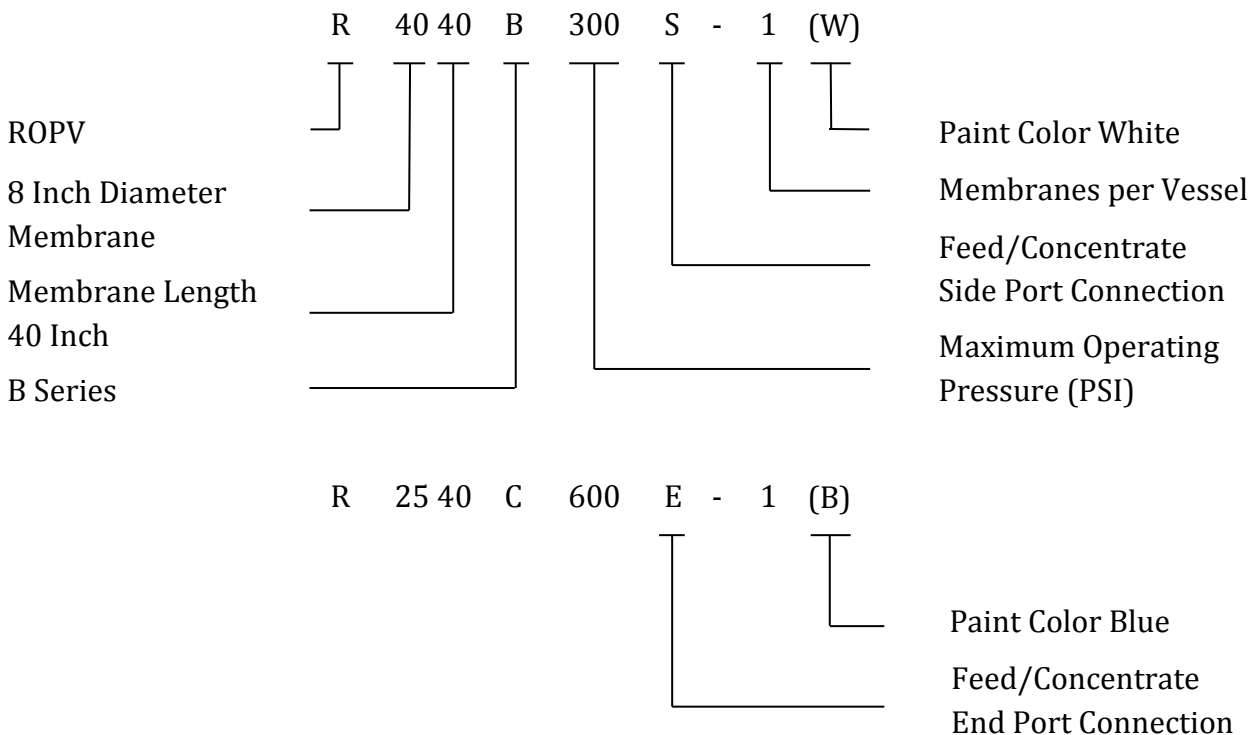 R 40 40 B 300 S - 1 (W)
ROPV
8 Inch Diameter
Membrane
Membrane Length
40 Inch
B Series
Paint Color White
Membranes per Vessel
Feed/Concentrate
Side Port Connection
Maximum Operating
Pressure (PSI)
R 25 40 C 600 E - 1 (B)
Paint Color Blue
Feed/Concentrate
End Port Connection